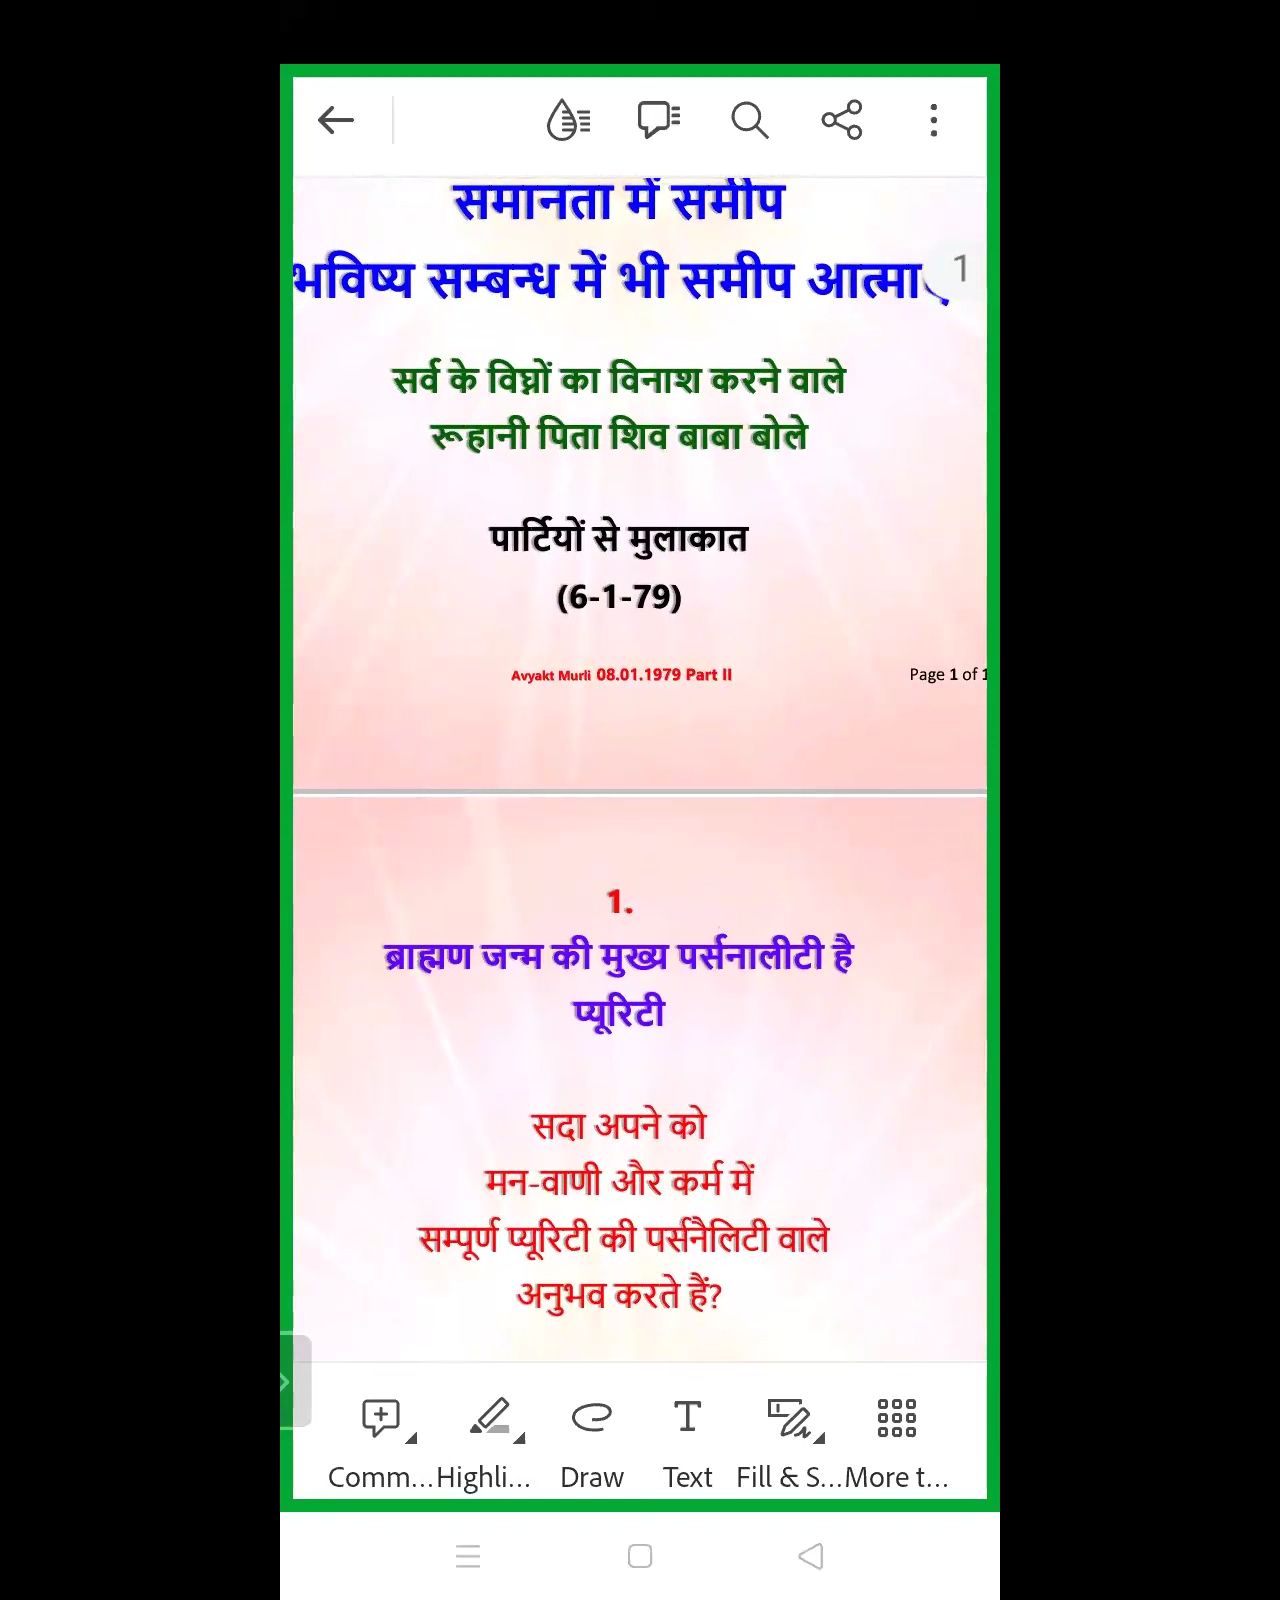 समानता में समीप
1
भविष्य सम्बन्ध में भी समीप
सर्व के विघ्नों का विनाश करने वाले
रूहानी पिता शिव बाबा बोले
पार्टियों से मुलाकात
(6-1-79)
Avyakt Murli 08.01.1979 Part II
Page 1 of 1
1.
ब्राह्मण जन्म की मुख्य पर्सनालीटी है
प्यूरिटी
सदा अपने को
मन-वाणी और कर्म में
सम्पूर्ण प्यूरिटी की पर्सनैलिटी वाले
अनुभव करते हैं?
Comm... Highli... Draw Text Fill & S... More t...